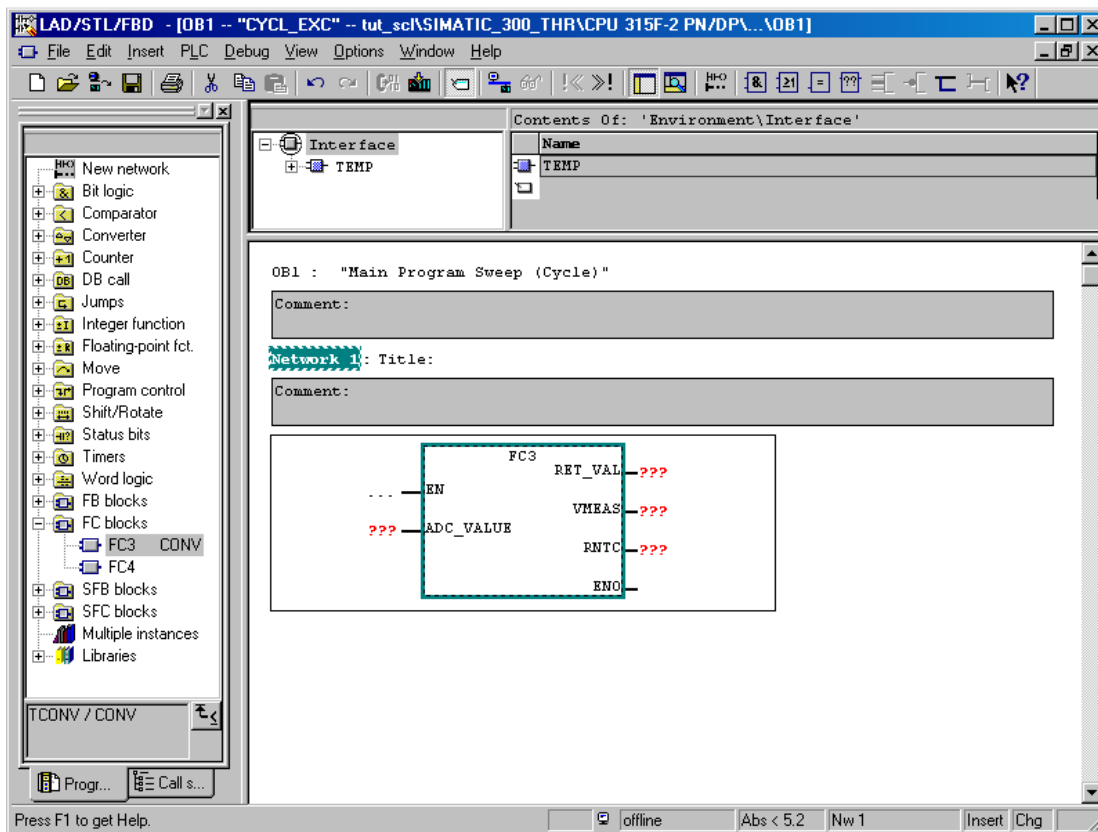 LAD/STL/FBD - [OB1 -- "CYCL_EXC" -- tut_scl\SIMATIC_300_THR\CPU 315F-2 PN/DP\...\OB1]
File Edit Insert PLC Debug View Options Window Help
New network
Bit logic
Comparator
Converter
Counter
DB call
Jumps
Integer function
Floating-point fct.
Move
Program control
Shift/Rotate
Status bits
Timers
Word logic
FB blocks
FC blocks
FC3 CONV
FC4
SFB blocks
SFC blocks
Multiple instances
Libraries
TCONV / CONV
Progr... Call s...
Interface
TEMP
Contents Of: 'Environment\Interface'
Name
TEMP
OB1 : "Main Program Sweep (Cycle)"
Comment:
Network 1: Title:
Comment:
FC3
RET_VAL ???
... EN
VMEAS ???
??? ADC_VALUE
RNTC ???
ENO
Press F1 to get Help. offline Abs < 5.2 Nw 1 Insert Chg